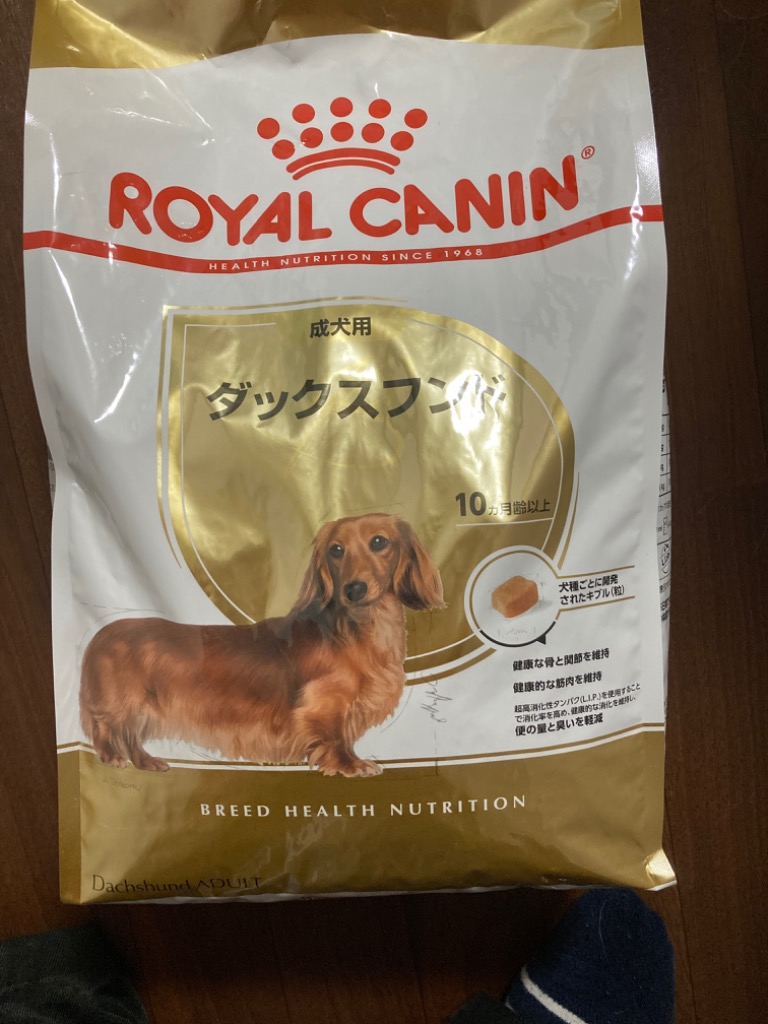 ROYAL CANIN®
HEALTH NUTRITION SINCE 1968
成犬用
ダックスフンド
10ヵ月齢以上
犬種ごとに開発
されたキブル(粒)
健康な骨と関節を維持
健康的な筋肉を維持
超高消化性タンパク(L.I.P.)を使用すること
で消化率を高め、健康的な消化を維持し、
便の量と臭いを軽減
BREED HEALTH NUTRITION
Dachshund ADULT